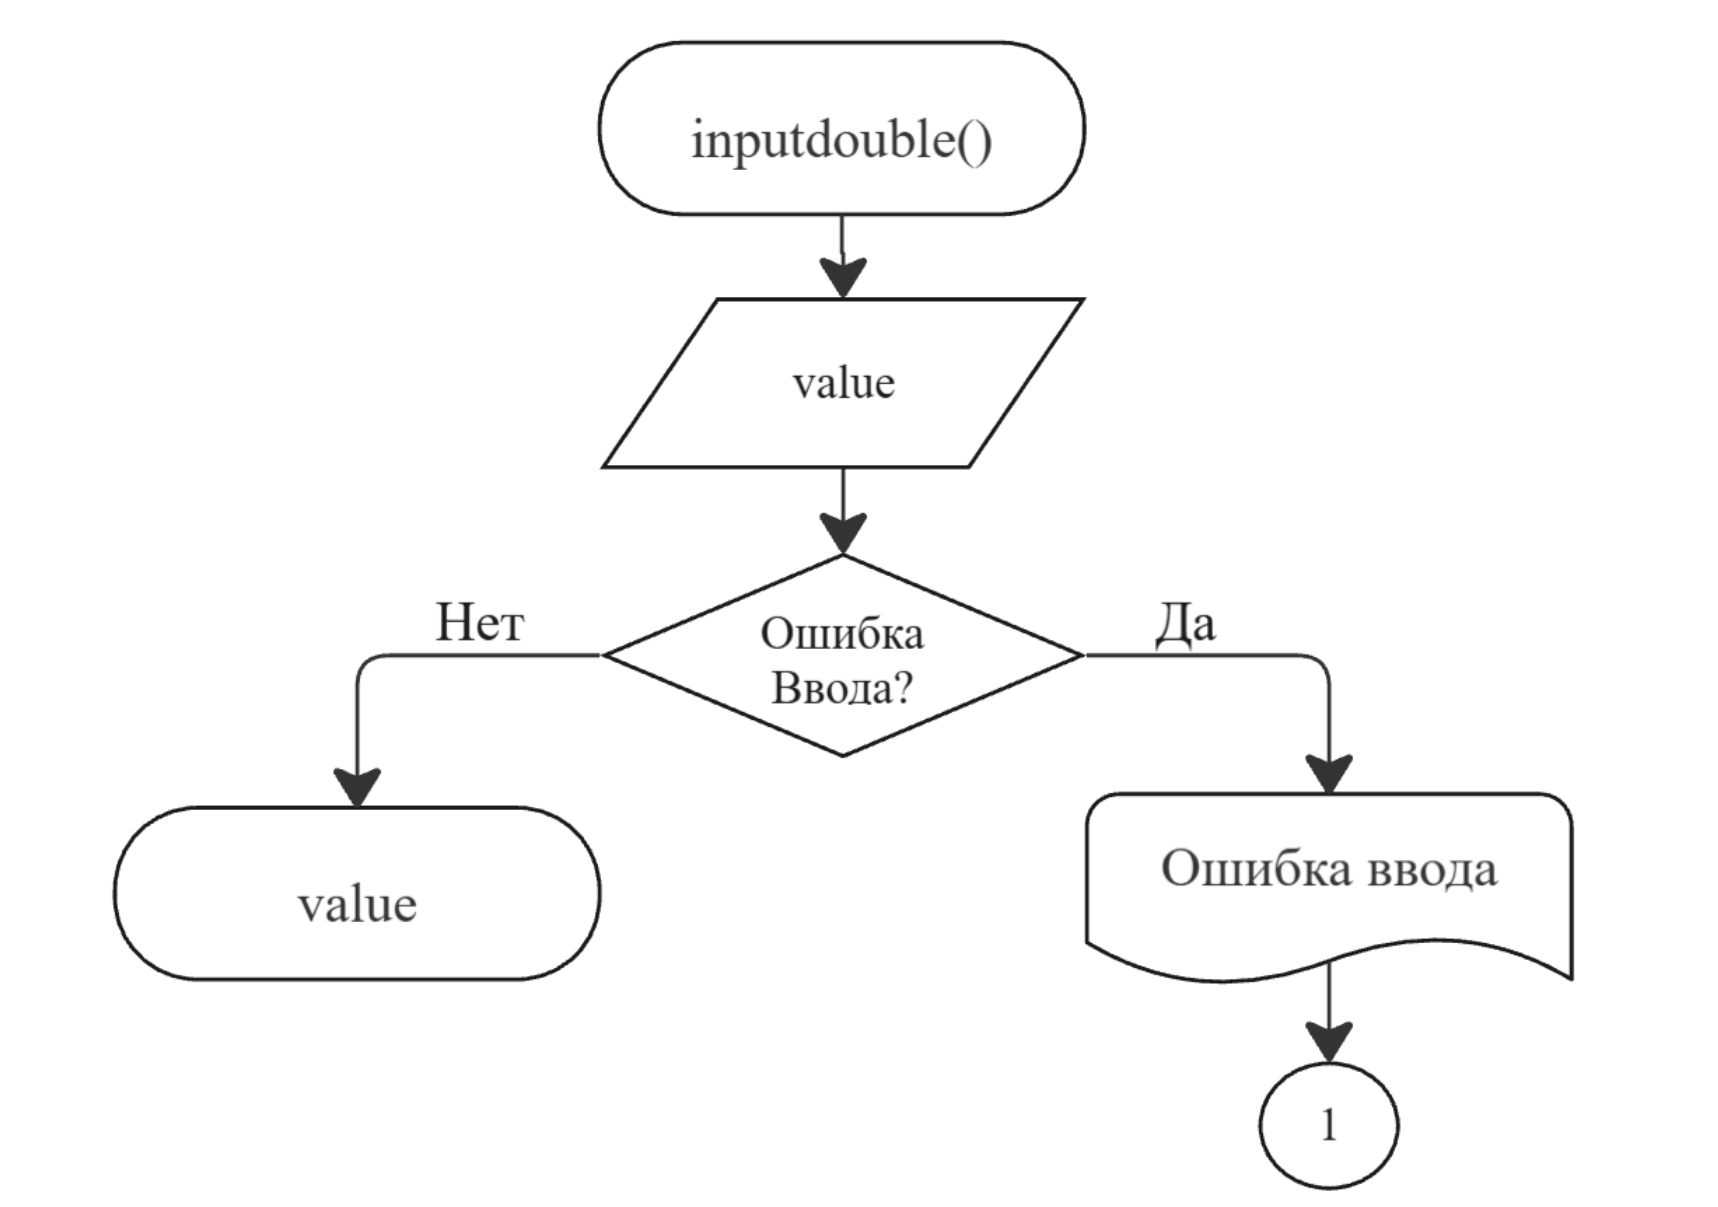 inputdouble()
value
Ошибка
Ввода?
Нет
Да
value
Ошибка ввода
1